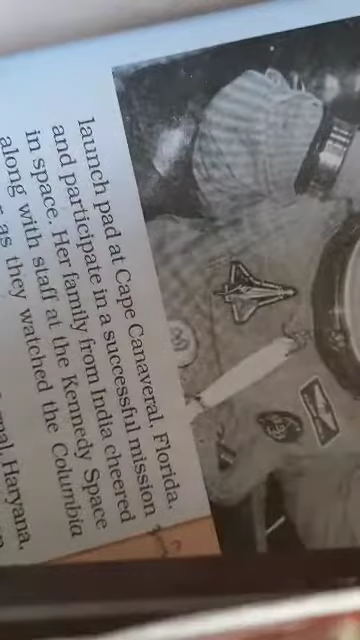 launch pad at Cape Canaveral, Florida,
and participate in a successful mission
in space. Her family from India cheered
along with staff at the Kennedy Space
as they watched the Columbia
Haryana,